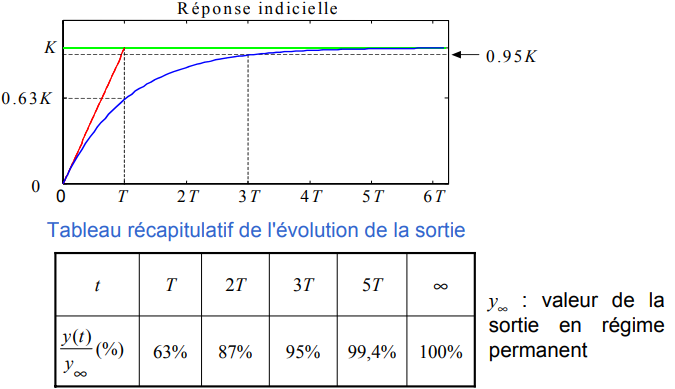 Réponse indicielle
K
0.95K
0.63K
0
0 T 2T 3T 4T 5T 6T
Tableau récapitulatif de l'évolution de la sortie
t T 2T 3T 5T ∞
y(t)/y∞ (%) 63% 87% 95% 99,4% 100%
y∞ : valeur de la
sortie en régime
permanent